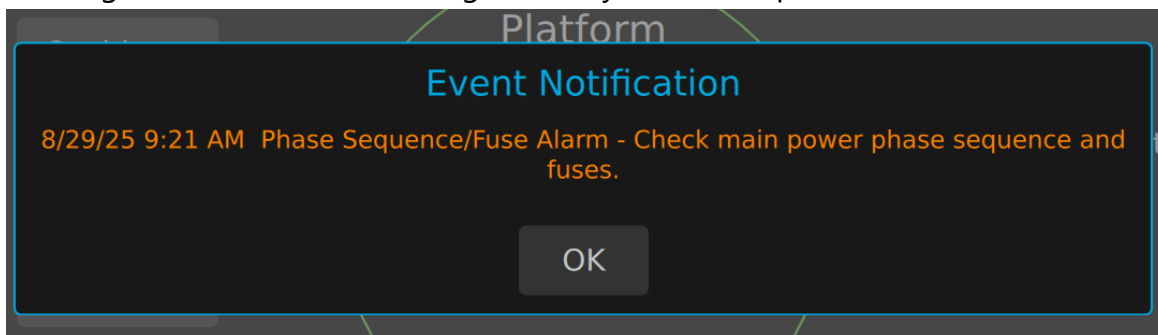 Platform
Event Notification
8/29/25 9:21 AM Phase Sequence/Fuse Alarm - Check main power phase sequence and
fuses.
OK